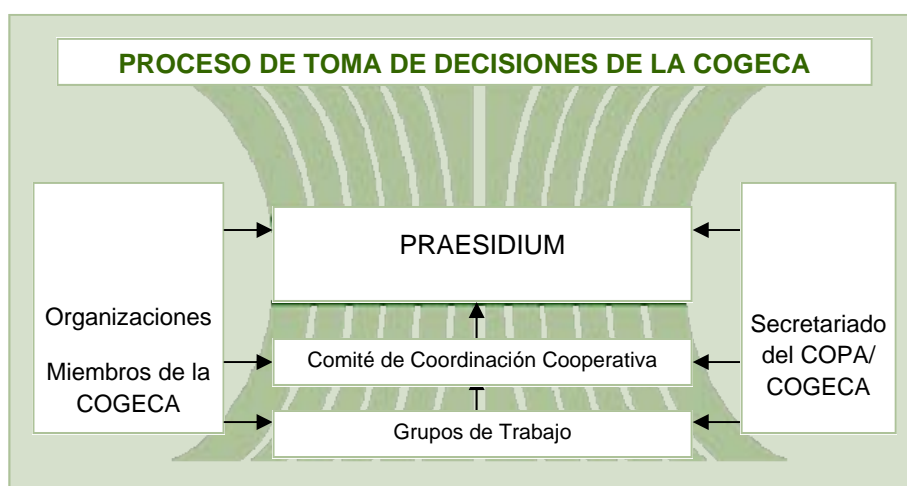 PROCESO DE TOMA DE DECISIONES DE LA COGECA
PRAESIDIUM
Organizaciones
Miembros de la
COGECA
Comité de Coordinación Cooperativa
Grupos de Trabajo
Secretariado
del COPA/
COGECA